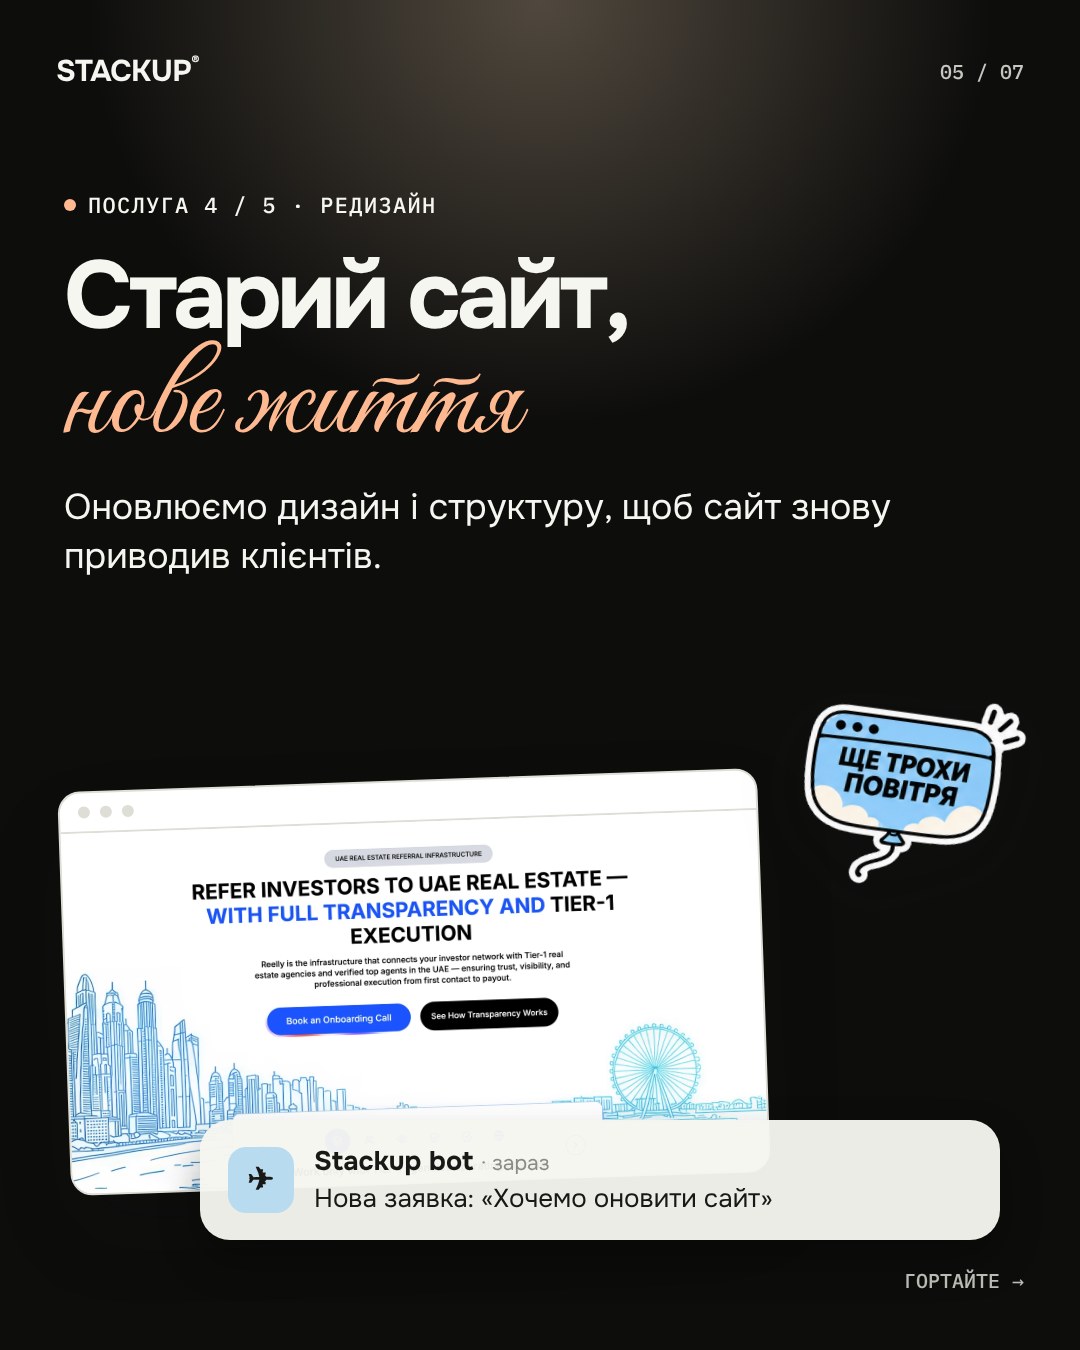 STACKUP®
05 / 07
ПОСЛУГА 4 / 5 · РЕДИЗАЙН
Старий сайт,
нове життя
Оновлюємо дизайн і структуру, щоб сайт знову
приводив клієнтів.
ЩЕ ТРОХИ
ПОВІТРЯ
UAE REAL ESTATE REFERRAL INFRASTRUCTURE
REFER INVESTORS TO UAE REAL ESTATE —
WITH FULL TRANSPARENCY AND TIER-1
EXECUTION
Reelly is the infrastructure that connects your investor network with Tier-1 real
estate agencies and verified top agents in the UAE — ensuring trust, visibility, and
professional execution from first contact to payout.
Book an Onboarding Call
See How Transparency Works
Stackup bot · зараз
Нова заявка: «Хочемо оновити сайт»
ГОРТАЙТЕ →